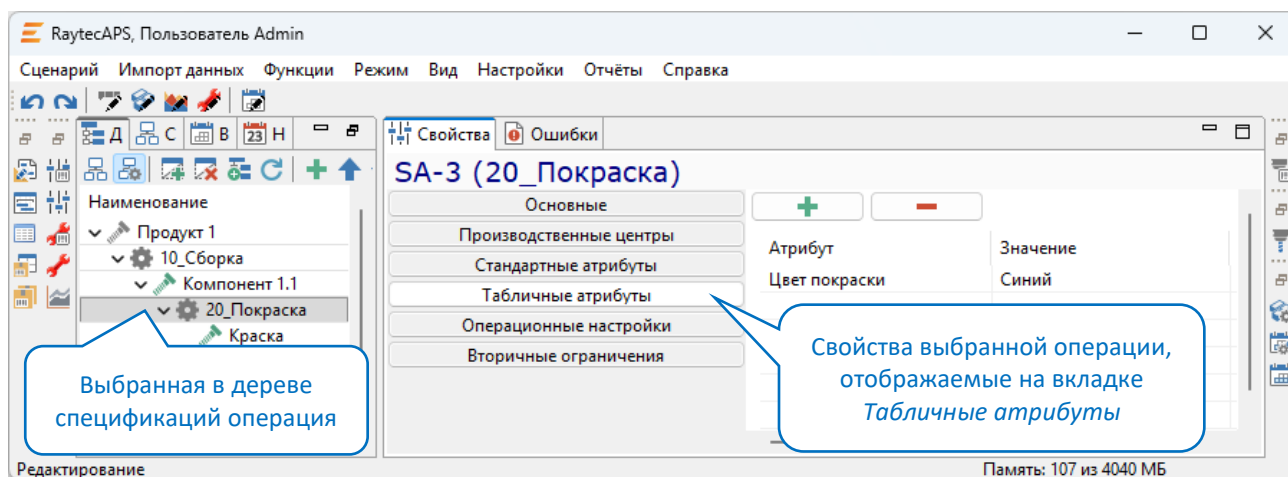 RaytecAPS, Пользователь Admin
Сценарий Импорт данных Функции Режим Вид Настройки Отчёты Справка
Д С В 23 Н
Свойства Ошибки
SA-3 (20_Покраска)
Наименование
Продукт 1
10_Сборка
Компонент 1.1
20_Покраска
Краска
Основные
Производственные центры
Стандартные атрибуты
Табличные атрибуты
Операционные настройки
Вторичные ограничения
Атрибут Значение
Цвет покраски Синий
Выбранная в дереве
спецификаций операция
Свойства выбранной операции,
отображаемые на вкладке
Табличные атрибуты
Редактирование
Память: 107 из 4040 МБ